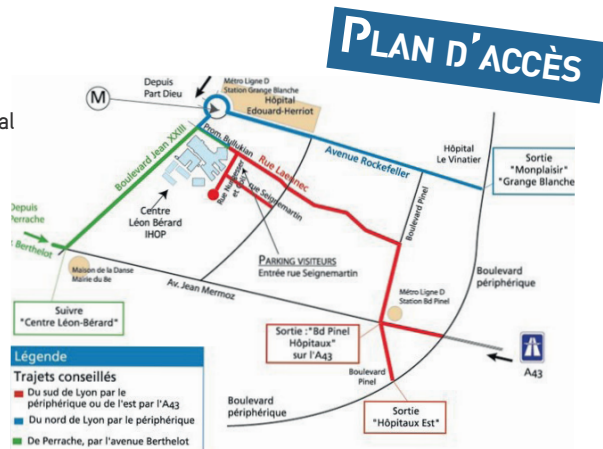 PLAN D'ACCÈS
al
Depuis
Part Dieu
Métro Ligne D
Station Grange Blanche
Hôpital
Edouard-Herriot
M
Boulevard Jean XXIII
Prom. Bullukian
Rue Laennec
Avenue Rockefeller
Hôpital
Le Vinatier
Sortie
"Monplaisir"
"Grange Blanche"
rue Seignemartin
Boulevard Pinel
Centre
Léon Bérard
IHOP
Depuis
Perrache
Berthelot
PARKING VISITEURS
Entrée rue Seignemartin
Maison de la Danse
Mairie du 8e
Av. Jean Mermoz
Métro Ligne D
Station Bd Pinel
Boulevard
périphérique
Suivre
"Centre Léon-Bérard"
Sortie : "Bd Pinel
Hôpitaux"
sur l'A43
A43
Boulevard
Pinel
Boulevard
périphérique
Sortie
"Hôpitaux Est"
Légende
Trajets conseillés
Du sud de Lyon par le
périphérique ou de l'est par l'A43
Du nord de Lyon par le périphérique
De Perrache, par l'avenue Berthelot